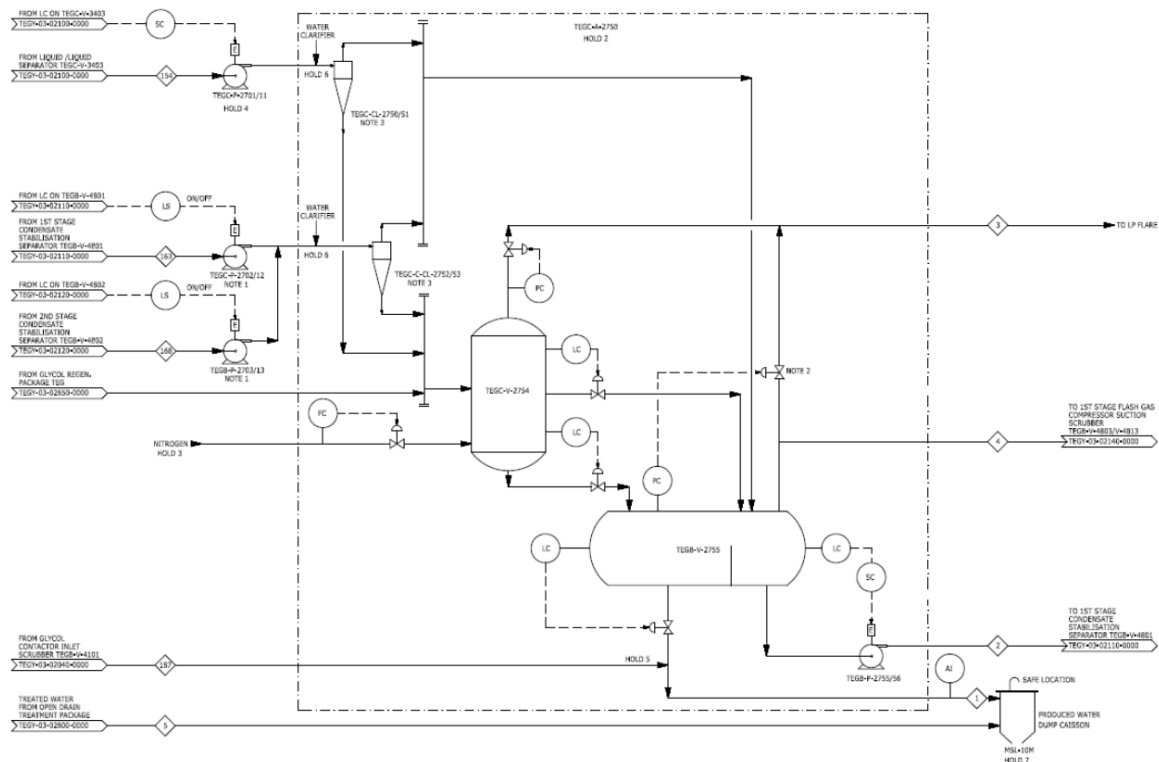 FROM LC ON TEGC-V-3403
TEGY-03-02100-0000
SC
E
FROM LIQUID /LIQUID
SEPARATOR TEGC-V-3403
TEGY-03-02100-0000
154
TEGC-P-2701/11
HOLD 4
WATER
CLARIFIER
HOLD 6
TEGC-CL-2750/51
NOTE 3
TEGC-A-2750
HOLD 2
FROM LC ON TEGB-V-4801
TEGY-03-02110-0000
LS
ON/OFF
E
FROM 1ST STAGE
CONDENSATE
STABILISATION
SEPARATOR TEGB-V-4801
TEGY-03-02110-0000
163
TEGC-P-2702/12
NOTE 1
WATER
CLARIFIER
HOLD 6
TEGC-C-CL-2752/53
NOTE 3
FROM LC ON TEGB-V-4802
TEGY-03-02120-0000
LS
ON/OFF
E
FROM 2ND STAGE
CONDENSATE
STABILISATION
SEPARATOR TEGB-V-4802
TEGY-03-02120-0000
168
TEGB-P-2703/13
NOTE 1
FROM GLYCOL REGEN.
PACKAGE TEG
TEGY-03-02650-0000
FC
NITROGEN
HOLD 3
PC
3
TO LP FLARE
TEGC-V-2754
LC
LC
NOTE 2
PC
TO 1ST STAGE FLASH GAS
COMPRESSOR SUCTION
SCRUBBER
TEGB-V-4803/V-4813
TEGY-03-02140-0000
4
LC
TEGB-V-2755
LC
SC
E
TEGB-P-2755/56
TO 1ST STAGE
CONDENSATE
STABILISATION
SEPARATOR TEGB-V-4801
TEGY-03-02110-0000
2
FROM GLYCOL
CONTACTOR INLET
SCRUBBER TEGB-V-4101
TEGY-03-02040-0000
187
HOLD 5
AI
1
SAFE LOCATION
TREATED WATER
FROM OPEN DRAIN
TREATMENT PACKAGE
TEGY-03-02600-0000
5
PRODUCED WATER
DUMP CAISSON
MSL-10M
HOLD 7